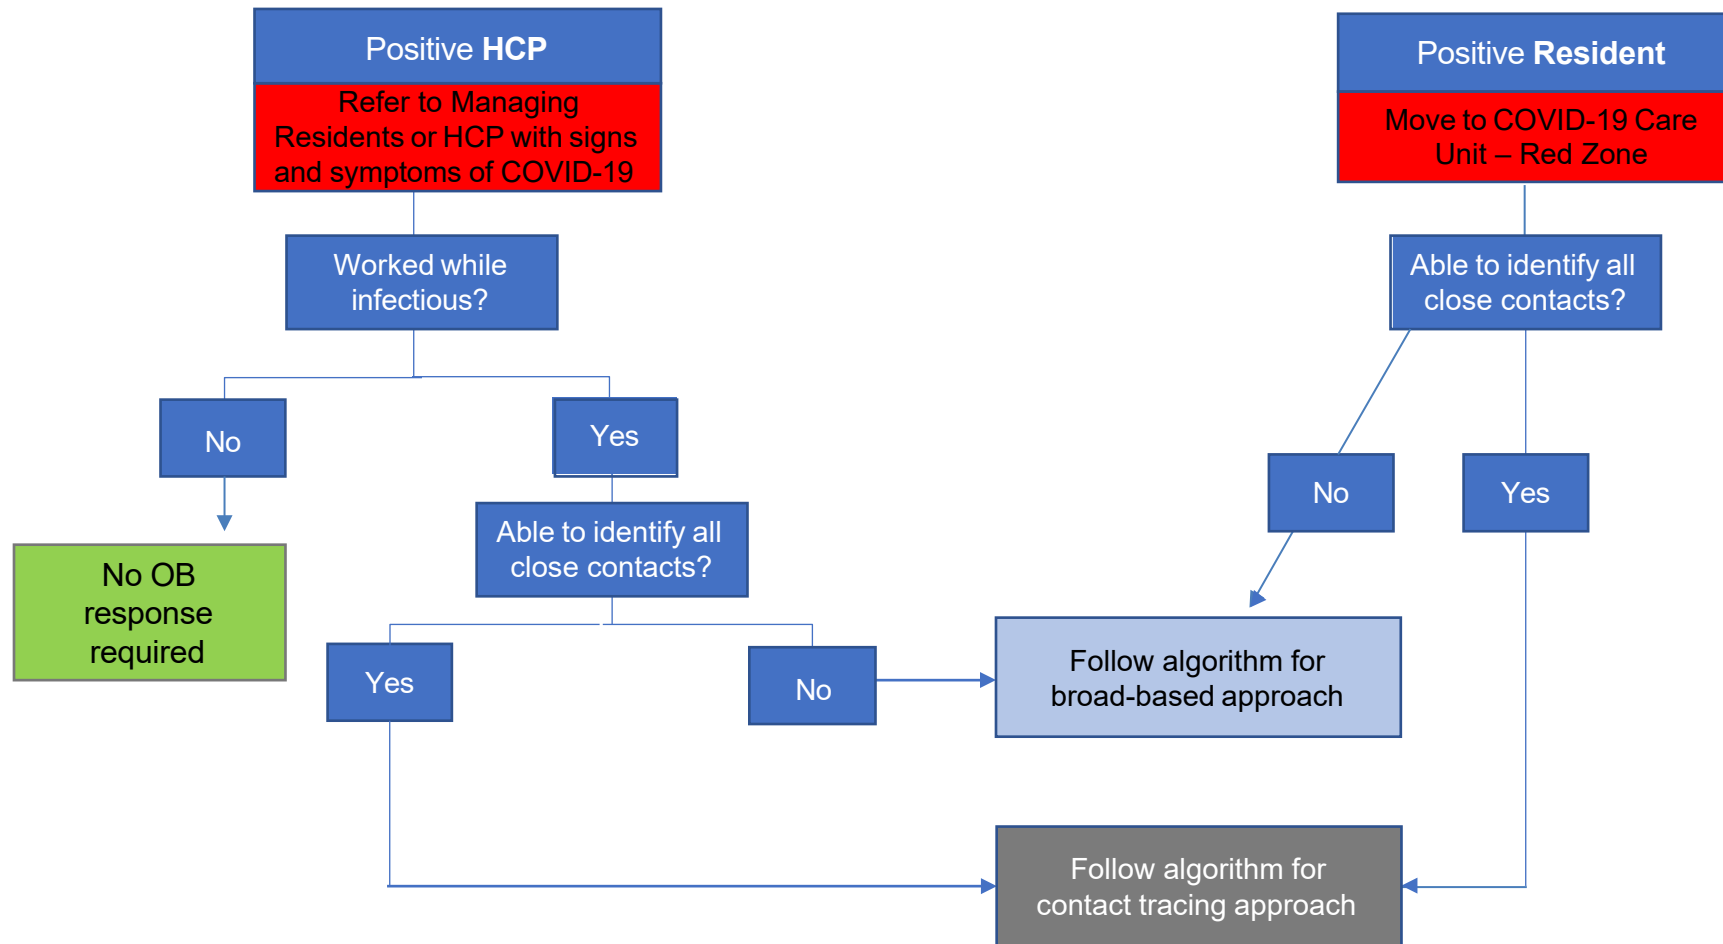 Positive HCP
Refer to Managing
Residents or HCP with signs
and symptoms of COVID-19
Worked while
infectious?
No
Yes
No OB
response
required
Able to identify all
close contacts?
Yes
No
Positive Resident
Move to COVID-19 Care
Unit – Red Zone
Able to identify all
close contacts?
No
Yes
Follow algorithm for
broad-based approach
Follow algorithm for
contact tracing approach